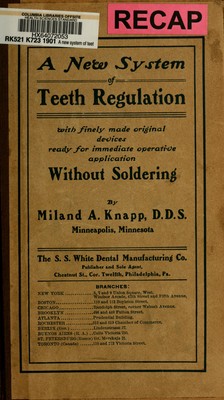 COLUMBIA LIBRARIES OFFSITE
HX64072053
RK521 K723 1901 A new system of teet
RECAP
A New System
of
Teeth Regulation
with finely made original
devices
ready for immediate operative
application
Without Soldering
By
Miland A. Knapp, D.D.S.
Minneapolis, Minnesota
The S. S. White Dental Manufacturing Co.
Publisher and Sole Agent,
Chestnut St., Cor. Twelfth, Philadelphia, Pa.
BRANCHES:
NEW YORK
BOSTON
CHICAGO
BROOKLYN
ATLANTA
ROCHESTER
BERLIN
BUENOS AIRES
ST. PETERSBURG
TORONTO